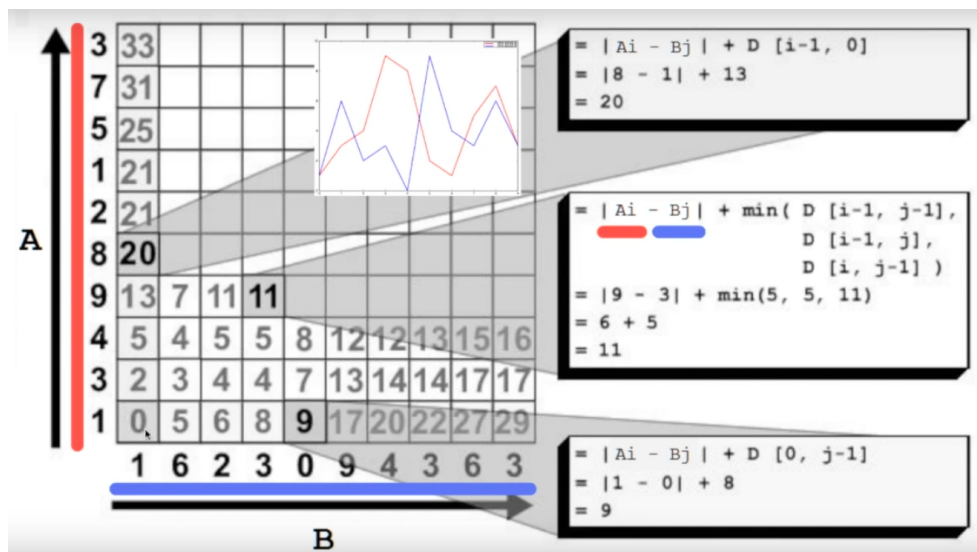 3 33
7 31
5 25
1 21
2 21
A
8 20
9 13 7 11 11
4 5 4 5 5 8 12 12 13 15 16
3 2 3 4 4 7 13 14 14 17 17
1 0 5 6 8 9 17 20 22 27 29
1 6 2 3 0 9 4 3 6 3
B
= | Ai - Bj | + D [i-1, 0]
= |8 - 1| + 13
= 20
= | Ai - Bj | + min( D [i-1, j-1],
D [i-1, j],
D [i, j-1] )
= |9 - 3| + min(5, 5, 11)
= 6 + 5
= 11
= | Ai - Bj | + D [0, j-1]
= |1 - 0| + 8
= 9